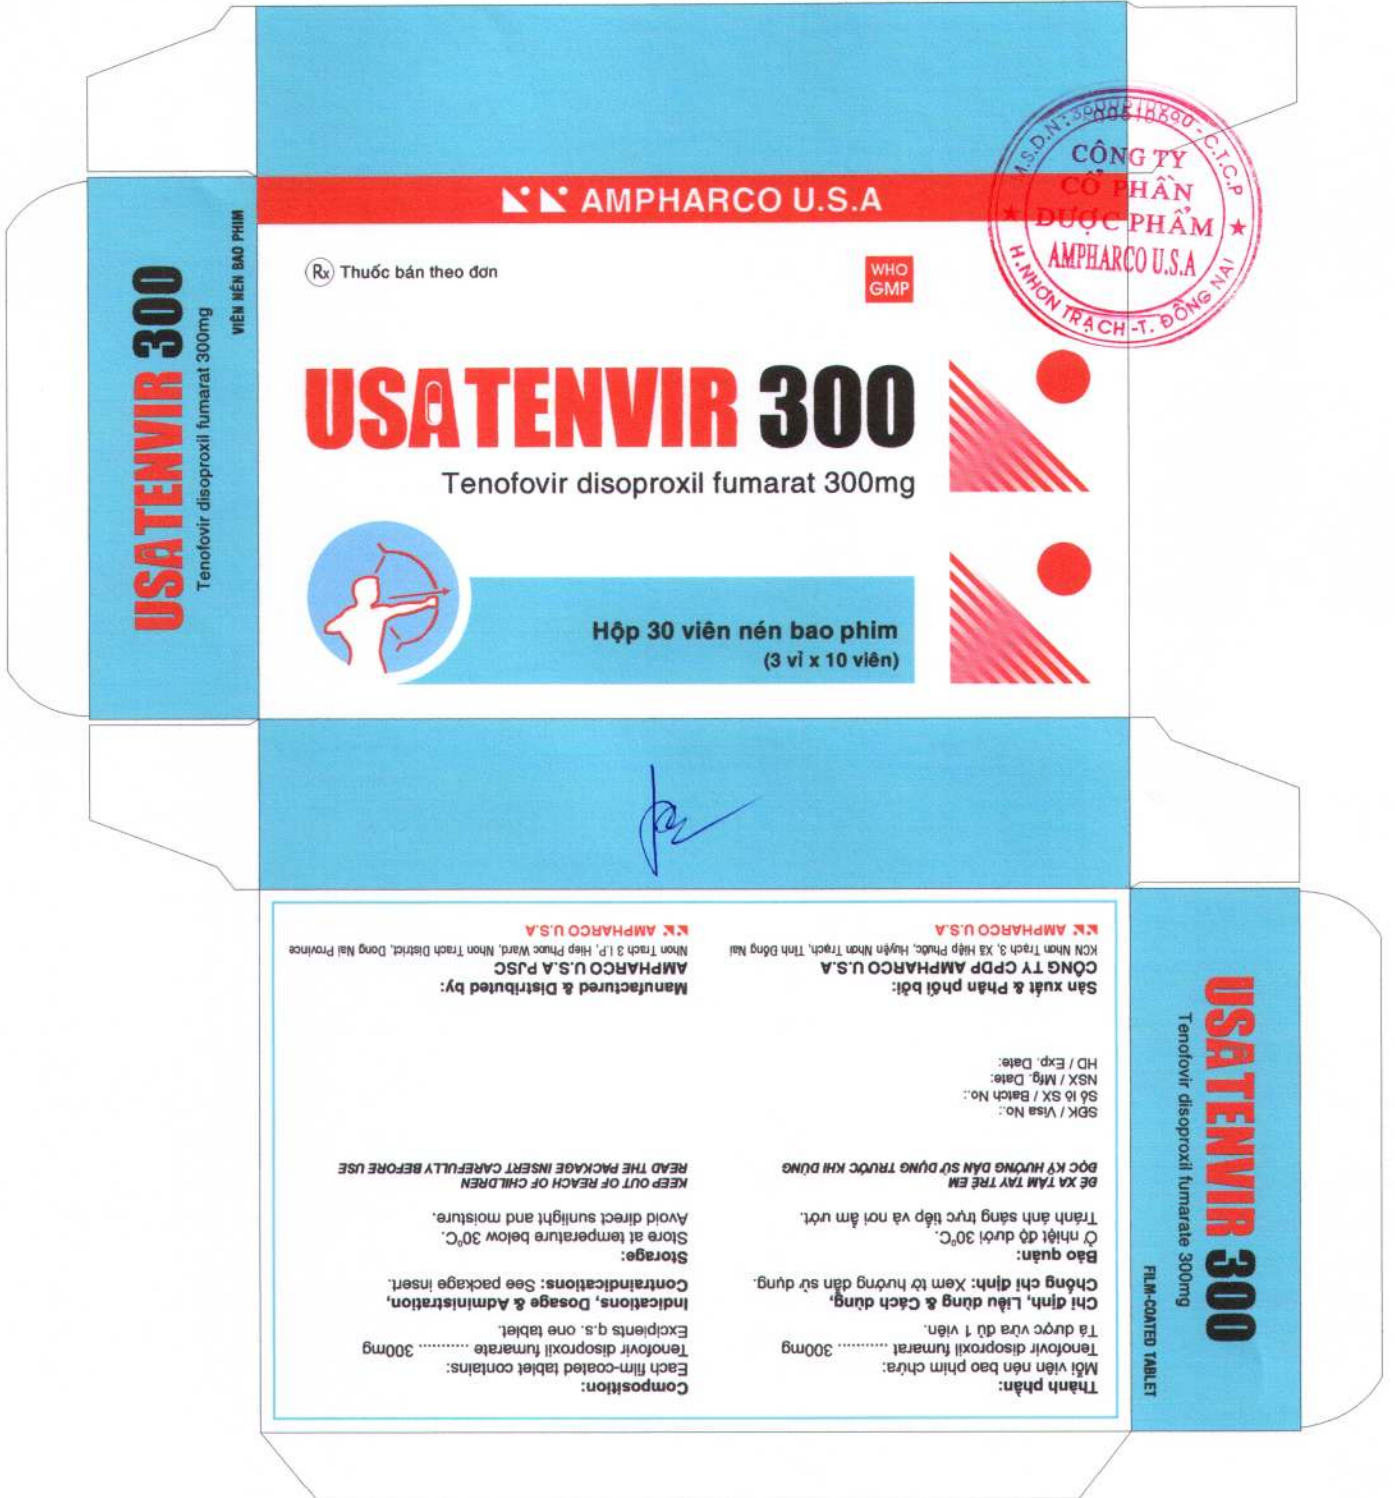 AMPHARCO U.S.A
Rx Thuốc bán theo đơn
WHO
GMP
USATENVIR 300
Tenofovir disoproxil fumarat 300mg
Hộp 30 viên nén bao phim
(3 vỉ x 10 viên)
CÔNG TY
CỔ PHẦN
DƯỢC PHẨM
AMPHARCO U.S.A
H.NHƠN TRẠCH-T. ĐỒNG NAI
VIÊN NÉN BAO PHIM
USATENVIR 300
Tenofovir disoproxil fumarat 300mg
Thành phần:
Mỗi viên nén bao phim chứa:
Tenofovir disoproxil fumarat .......... 300mg
Tá dược vừa đủ 1 viên.
Chỉ định, Liều dùng & Cách dùng,
Chống chỉ định: Xem tờ hướng dẫn sử dụng.
Bảo quản:
Ở nhiệt độ dưới 30°C.
Tránh ánh sáng trực tiếp và nơi ẩm ướt.
ĐỂ XA TẦM TAY TRẺ EM
ĐỌC KỸ HƯỚNG DẪN SỬ DỤNG TRƯỚC KHI DÙNG
SĐK / Visa No.:
Số lô SX / Batch No.:
NSX / Mfg. Date:
HD / Exp. Date:
Sản xuất & Phân phối bởi:
CÔNG TY CPDP AMPHARCO U.S.A
KCN Nhơn Trạch 3, Xã Hiệp Phước, Huyện Nhơn Trạch, Tỉnh Đồng Nai
AMPHARCO U.S.A
Composition:
Each film-coated tablet contains:
Tenofovir disoproxil fumarate .......... 300mg
Excipients q.s. one tablet.
Indications, Dosage & Administration,
Contraindications: See package insert.
Storage:
Store at temperature below 30°C.
Avoid direct sunlight and moisture.
KEEP OUT OF REACH OF CHILDREN
READ THE PACKAGE INSERT CAREFULLY BEFORE USE
Manufactured & Distributed by:
AMPHARCO U.S.A PJSC
Nhon Trach 3 I.P, Hiep Phuoc Ward, Nhon Trach District, Dong Nai Province
AMPHARCO U.S.A
USATENVIR 300
Tenofovir disoproxil fumarate 300mg
FILM-COATED TABLET